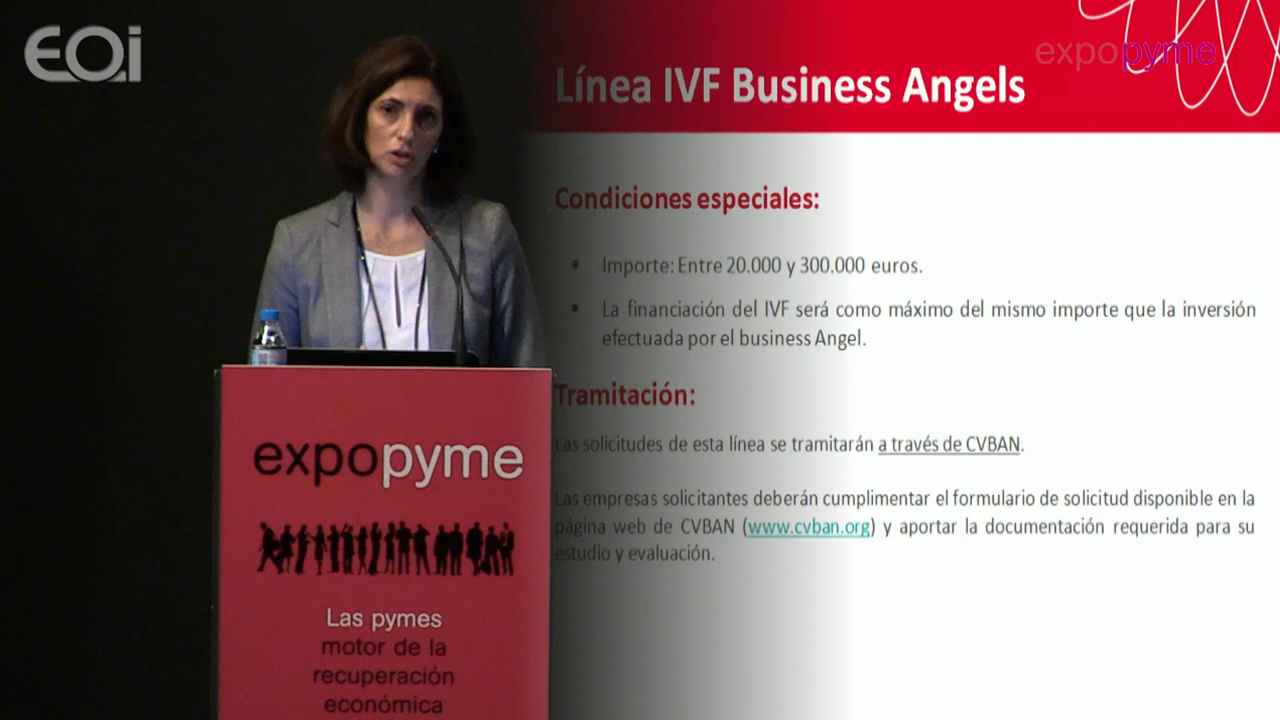 EOi
expopyme
Línea IVF Business Angels
Condiciones especiales:
▪ Importe: Entre 20.000 y 300.000 euros.
▪ La financiación del IVF será como máximo del mismo importe que la inversión
efectuada por el business Angel.
Tramitación:
Las solicitudes de esta línea se tramitarán a través de CVBAN.
Las empresas solicitantes deberán cumplimentar el formulario de solicitud disponible en la
página web de CVBAN (www.cvban.org) y aportar la documentación requerida para su
estudio y evaluación.
expopyme
Las pymes
motor de la
recuperación
económica